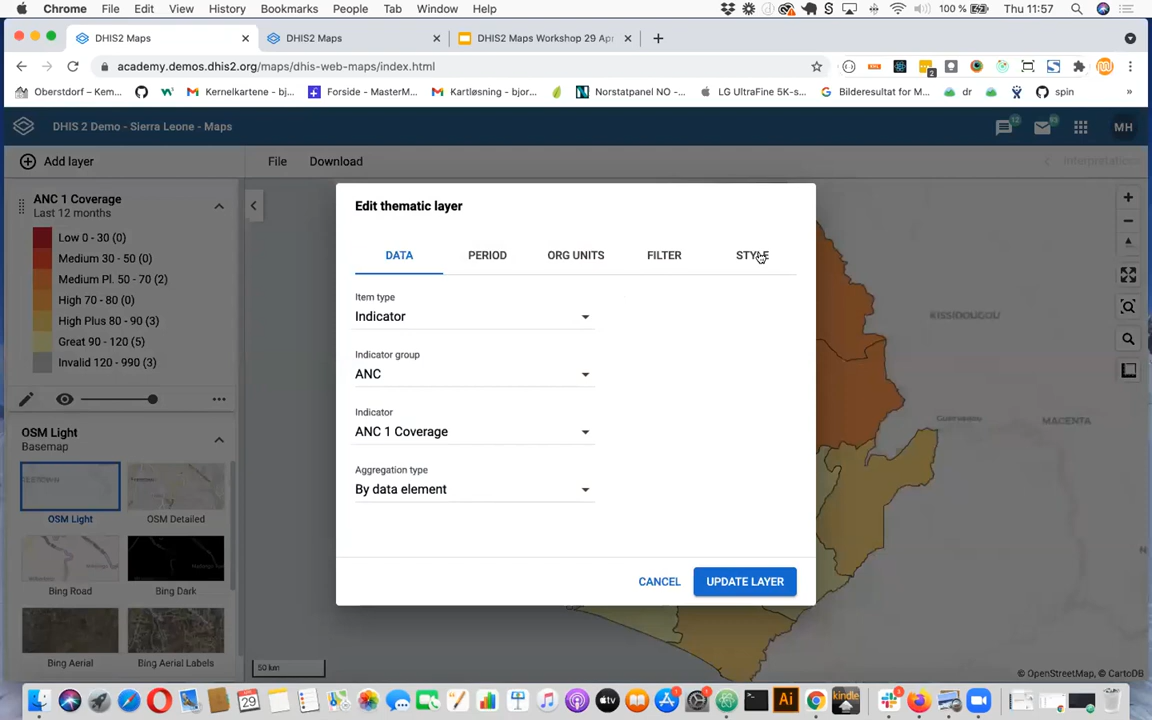 Chrome File Edit View History Bookmarks People Tab Window Help 100 % Thu 11:57
DHIS2 Maps
DHIS2 Maps
DHIS2 Maps Workshop 29 Apr
academy.demos.dhis2.org/maps/dhis-web-maps/index.html
2
Oberstdorf – Kem...
Kernelkartene - bj...
Forside - MasterM...
Kartløsning - bjor...
Norstatpanel NO -...
LG UltraFine 5K-s...
Bilderesultat for M...
dr
spin
»
DHIS 2 Demo - Sierra Leone - Maps
12
MH
Add layer
File
Download
Interpretations
ANC 1 Coverage
Last 12 months
Low 0 - 30 (0)
Medium 30 - 50 (0)
Medium Pl. 50 - 70 (2)
High 70 - 80 (0)
High Plus 80 - 90 (3)
Great 90 - 120 (5)
Invalid 120 - 990 (3)
OSM Light
Basemap
OSM Light
OSM Detailed
Bing Road
Bing Dark
Bing Aerial
Bing Aerial Labels
Edit thematic layer
DATA
PERIOD
ORG UNITS
FILTER
STYLE
Item type
Indicator
Indicator group
ANC
Indicator
ANC 1 Coverage
Aggregation type
By data element
CANCEL
UPDATE LAYER
KISSIDOUGOU
MACENTA
50 km
© OpenStreetMap, © CartoDB
29
tv
Ai
kindle